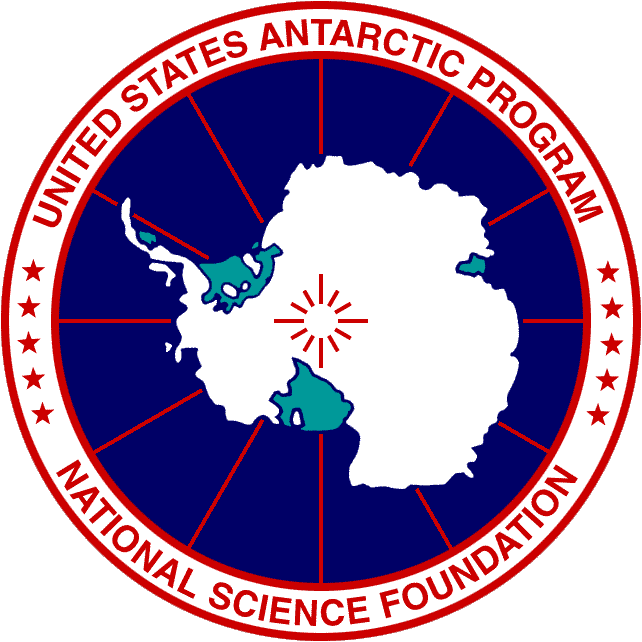 UNITED STATES ANTARCTIC PROGRAM
NATIONAL SCIENCE FOUNDATION